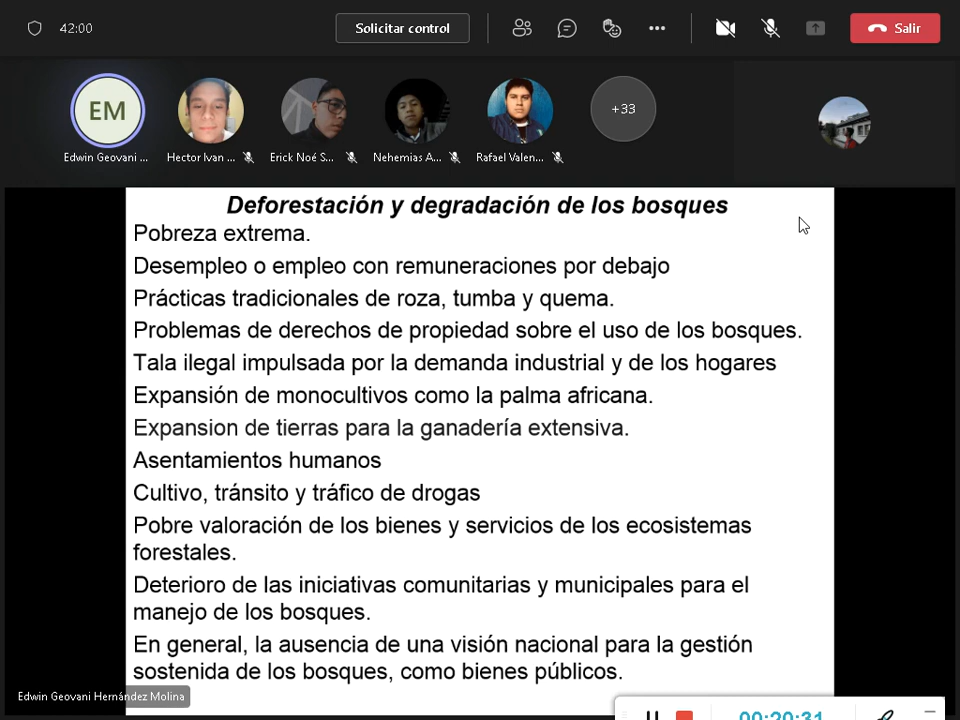 42:00
Solicitar control
Salir
EM
+33
Edwin Geovani ...
Hector Ivan ...
Erick Noé S...
Nehemias A...
Rafael Valen...
Deforestación y degradación de los bosques
Pobreza extrema.
Desempleo o empleo con remuneraciones por debajo
Prácticas tradicionales de roza, tumba y quema.
Problemas de derechos de propiedad sobre el uso de los bosques.
Tala ilegal impulsada por la demanda industrial y de los hogares
Expansión de monocultivos como la palma africana.
Expansion de tierras para la ganadería extensiva.
Asentamientos humanos
Cultivo, tránsito y tráfico de drogas
Pobre valoración de los bienes y servicios de los ecosistemas
forestales.
Deterioro de las iniciativas comunitarias y municipales para el
manejo de los bosques.
En general, la ausencia de una visión nacional para la gestión
sostenida de los bosques, como bienes públicos.
Edwin Geovani Hernández Molina
00:20:31